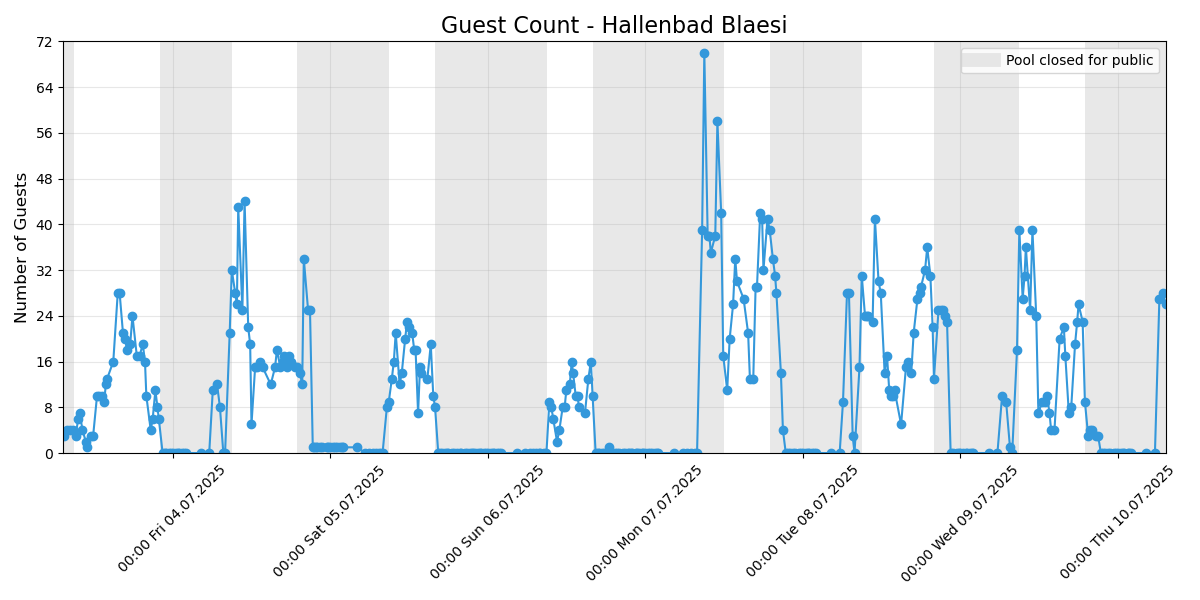 Guest Count - Hallenbad Blaesi
Pool closed for public
Number of Guests
72
64
56
48
40
32
24
16
8
0
00:00 Fri 04.07.2025
00:00 Sat 05.07.2025
00:00 Sun 06.07.2025
00:00 Mon 07.07.2025
00:00 Tue 08.07.2025
00:00 Wed 09.07.2025
00:00 Thu 10.07.2025